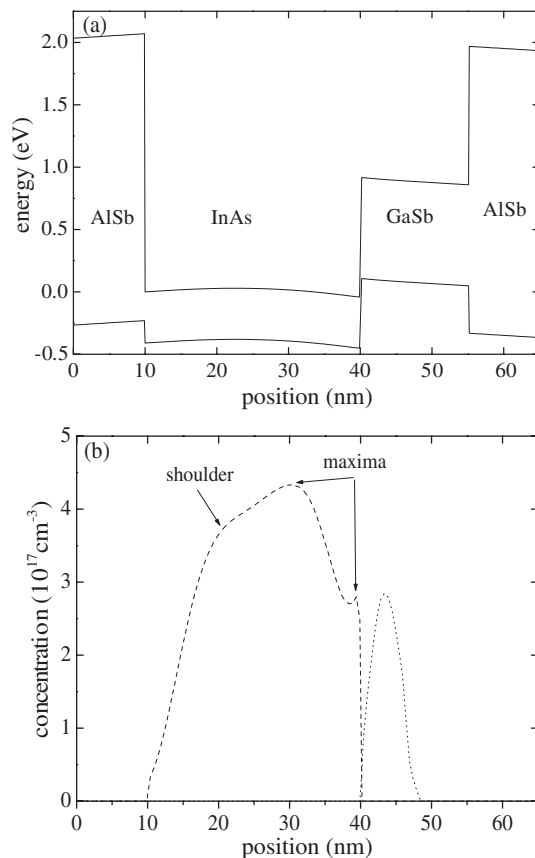 (a)
2.0
1.5
1.0
0.5
0.0
-0.5
energy (eV)
AlSb
InAs
GaSb
AlSb
0 10 20 30 40 50 60
position (nm)
(b)
5
4
3
2
1
0
concentration (10¹⁷cm⁻³)
shoulder
maxima
0 10 20 30 40 50 60
position (nm)